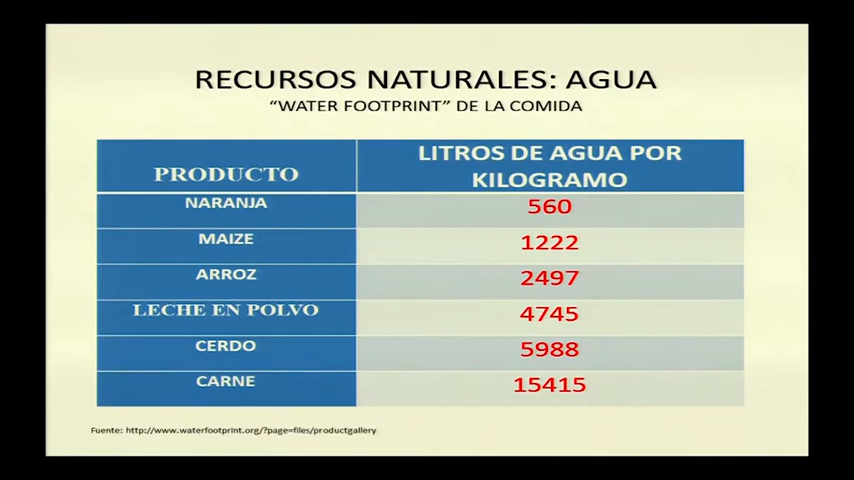 RECURSOS NATURALES: AGUA
“WATER FOOTPRINT” DE LA COMIDA
PRODUCTO
LITROS DE AGUA POR
KILOGRAMO
NARANJA 560
MAIZE 1222
ARROZ 2497
LECHE EN POLVO 4745
CERDO 5988
CARNE 15415
Fuente: http://www.waterfootprint.org/?page=files/productgallery